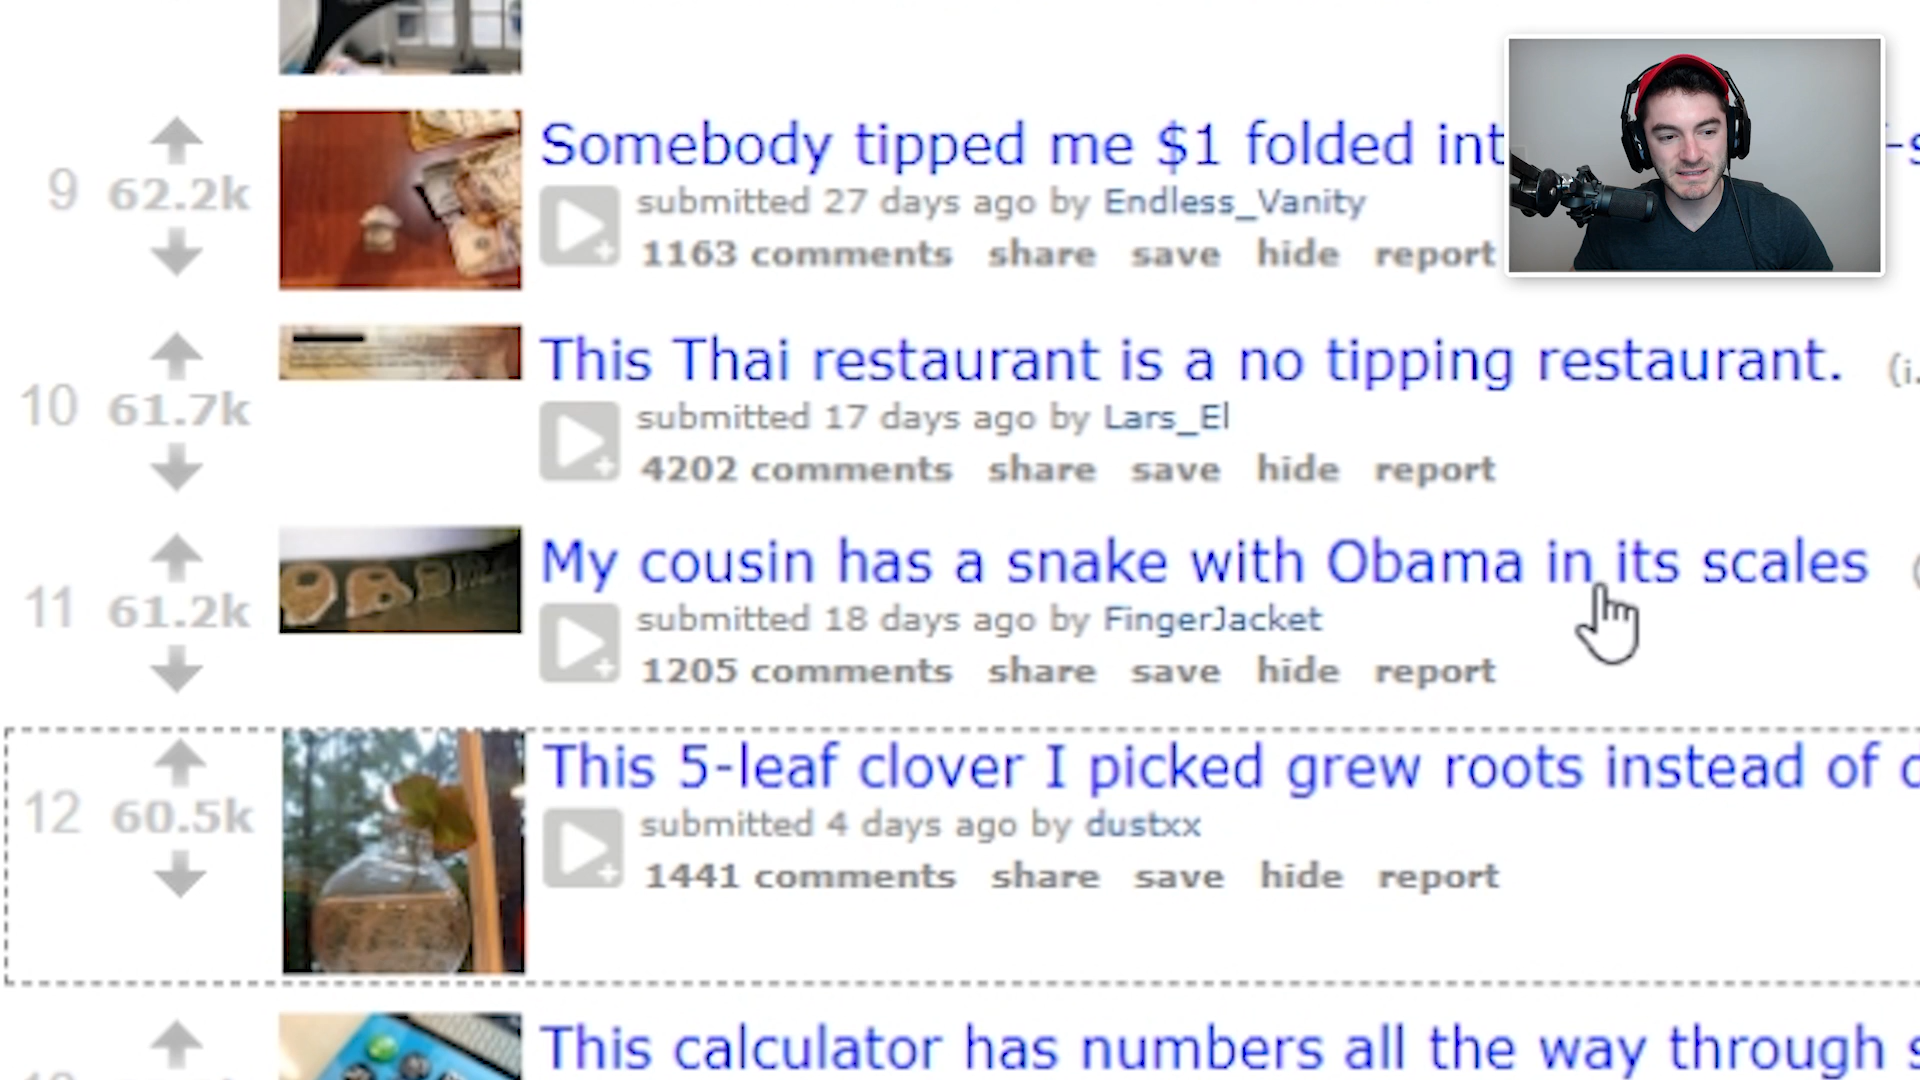 Somebody tipped me $1 folded int
-s
9
62.2k
submitted 27 days ago by Endless_Vanity
1163 comments share save hide report
This Thai restaurant is a no tipping restaurant. (i.
10
61.7k
submitted 17 days ago by Lars_El
4202 comments share save hide report
My cousin has a snake with Obama in its scales (
11
61.2k
submitted 18 days ago by FingerJacket
1205 comments share save hide report
This 5-leaf clover I picked grew roots instead of
12
60.5k
submitted 4 days ago by dustxx
1441 comments share save hide report
This calculator has numbers all the way through s